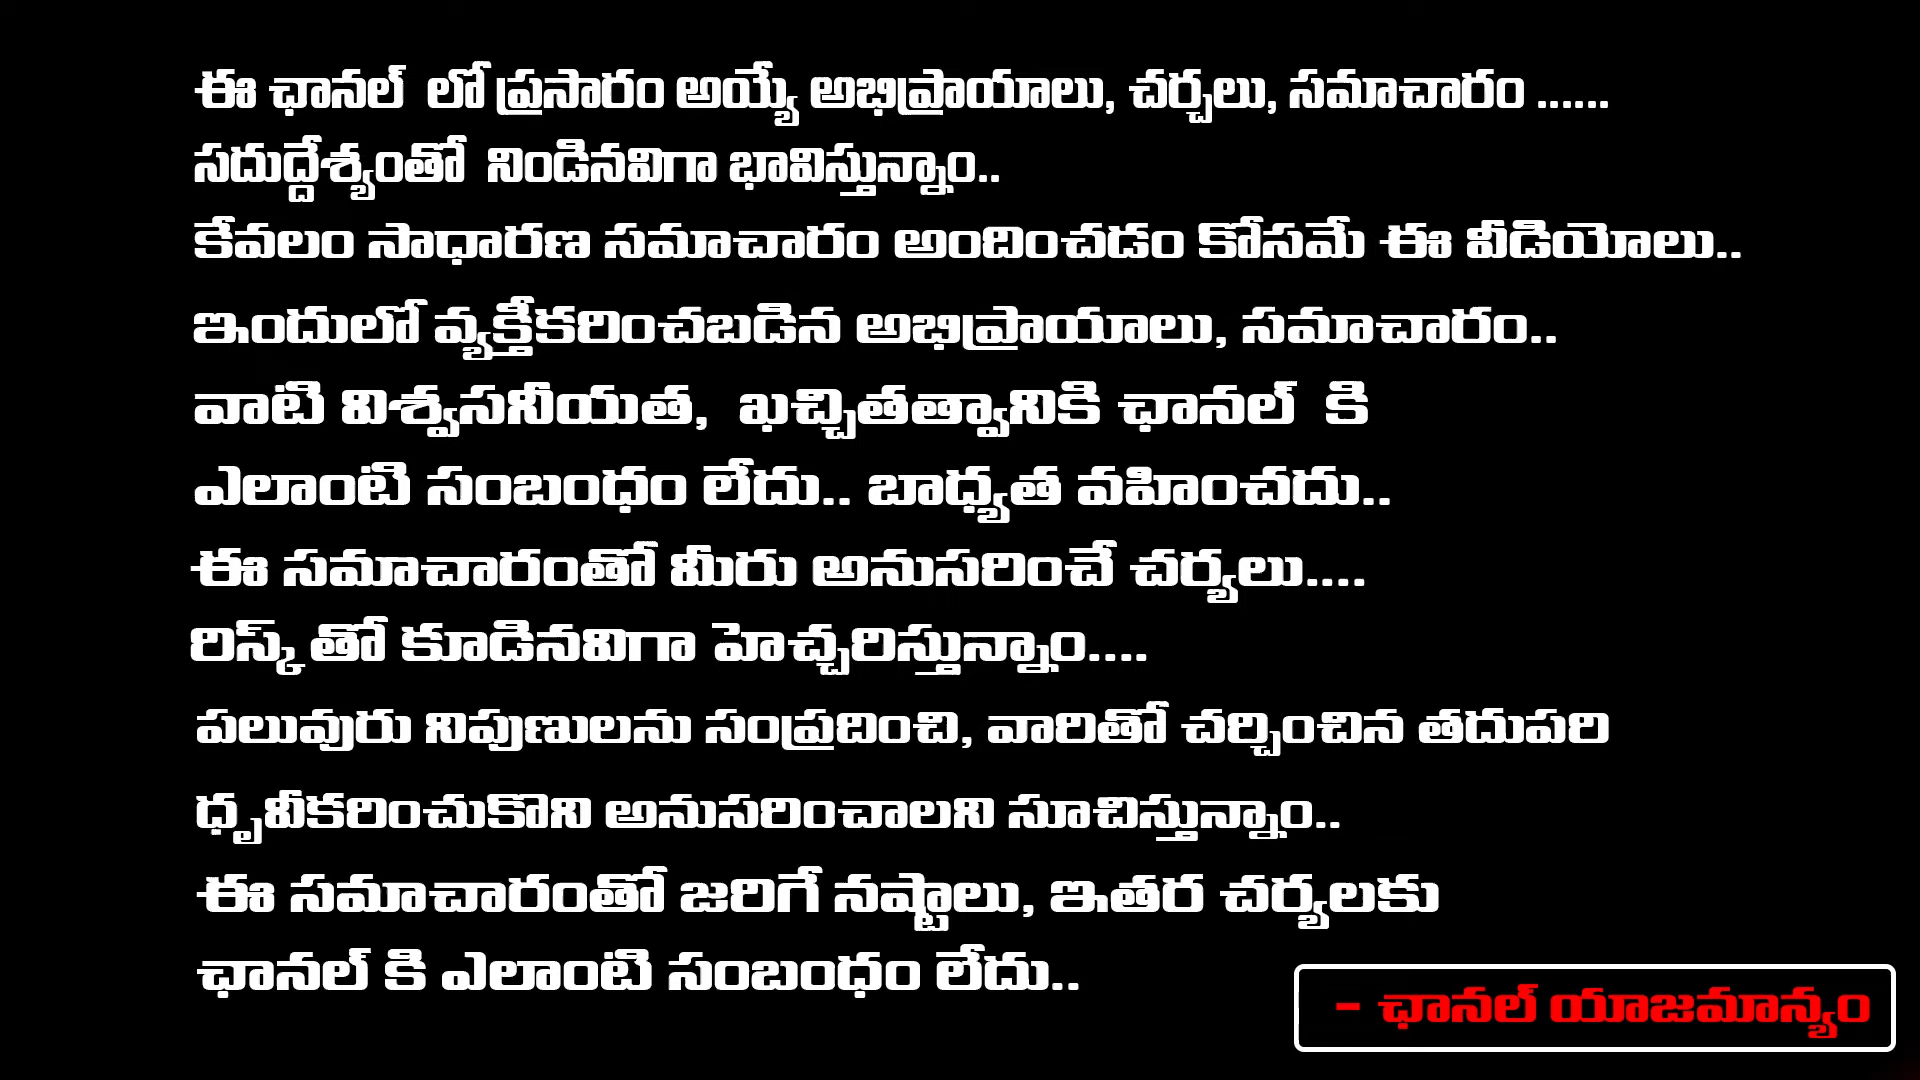 ఈ ఛానల్ లో ప్రసారం అయ్యే అభిప్రాయాలు, చర్చలు, సమాచారం ......
సదుద్దేశ్యంతో నిండినవిగా భావిస్తున్నాం..
కేవలం సాధారణ సమాచారం అందించడం కోసమే ఈ వీడియోలు..
ఇందులో వ్యక్తీకరించబడిన అభిప్రాయాలు, సమాచారం..
వాటి విశ్వసనీయత, ఖచ్చితత్వానికి ఛానల్ కి
ఎలాంటి సంబంధం లేదు.. బాధ్యత వహించదు..
ఈ సమాచారంతో మీరు అనుసరించే చర్యలు....
రిస్క్ తో కూడినవిగా హెచ్చరిస్తున్నాం....
పలువురు నిపుణులను సంప్రదించి, వారితో చర్చించిన తదుపరి
ధృవీకరించుకొని అనుసరించాలని సూచిస్తున్నాం..
ఈ సమాచారంతో జరిగే నష్టాలు, ఇతర చర్యలకు
ఛానల్ కి ఎలాంటి సంబంధం లేదు..
- ఛానల్ యాజమాన్యం